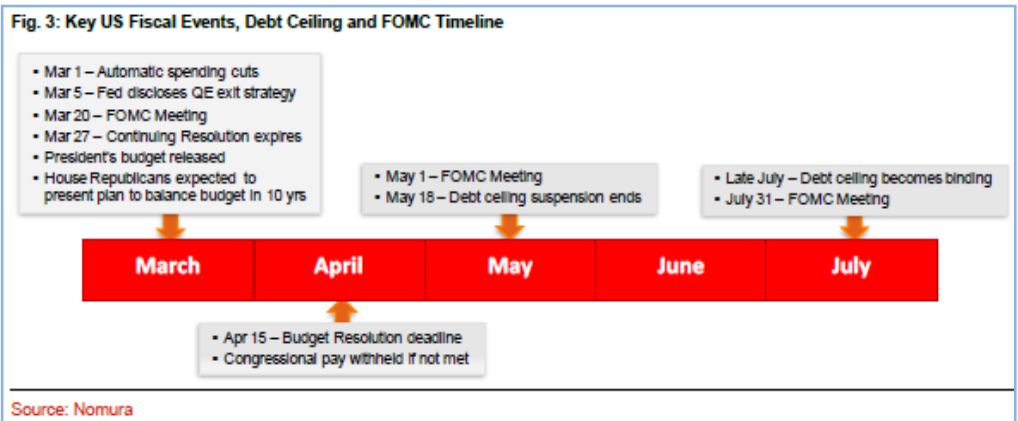 Fig. 3: Key US Fiscal Events, Debt Ceiling and FOMC Timeline
▪ Mar 1 – Automatic spending cuts
▪ Mar 5 – Fed discloses QE exit strategy
▪ Mar 20 – FOMC Meeting
▪ Mar 27 – Continuing Resolution expires
▪ President's budget released
▪ House Republicans expected to
present plan to balance budget in 10 yrs
▪ May 1 – FOMC Meeting
▪ May 18 – Debt ceiling suspension ends
▪ Late July – Debt ceiling becomes binding
▪ July 31 – FOMC Meeting
March April May June July
▪ Apr 15 – Budget Resolution deadline
▪ Congressional pay withheld if not met
Source: Nomura